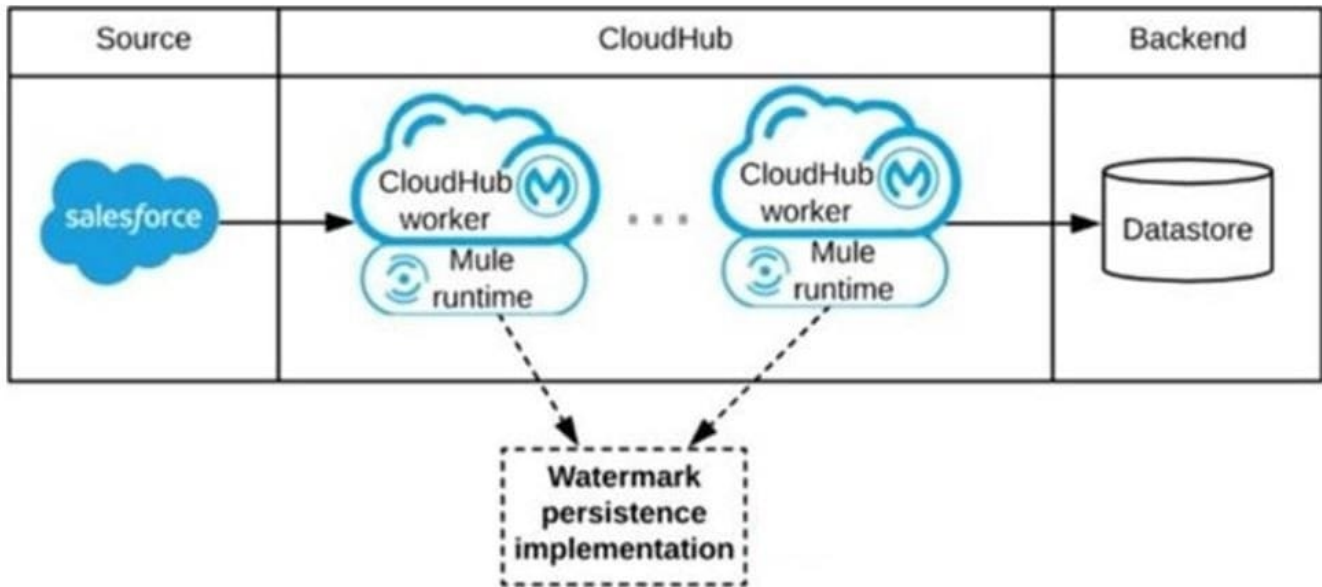 Source
CloudHub
Backend
salesforce
CloudHub
worker
Mule
runtime
CloudHub
worker
Mule
runtime
Datastore
Watermark
persistence
implementation